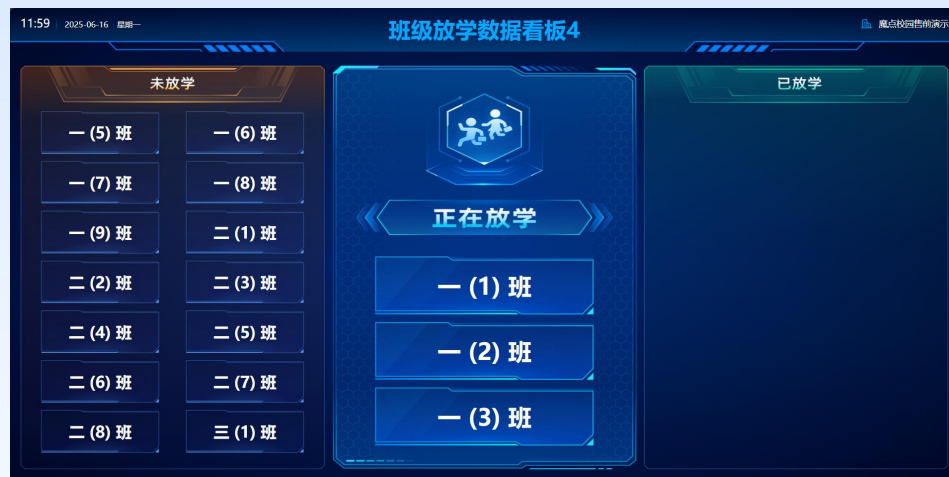 11:59 2025-06-16 星期一
班级放学数据看板4
魔点校园售前演示
未放学
一 (5) 班 一 (6) 班
一 (7) 班 一 (8) 班
一 (9) 班 二 (1) 班
二 (2) 班 二 (3) 班
二 (4) 班 二 (5) 班
二 (6) 班 二 (7) 班
二 (8) 班 三 (1) 班
正在放学
一 (1) 班
一 (2) 班
一 (3) 班
已放学